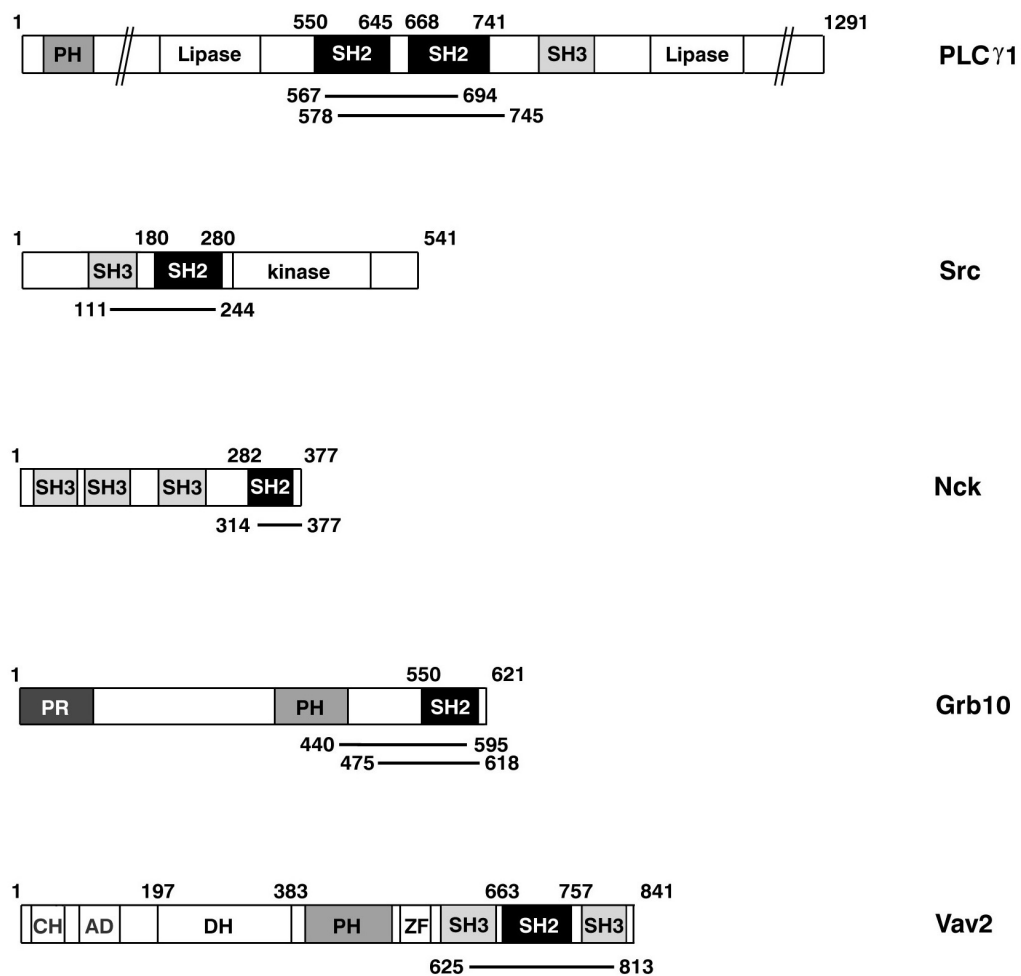 1 550 645 668 741 1291
PH Lipase SH2 SH2 SH3 Lipase PLCγ1
567 694
578 745
1 180 280 541
SH3 SH2 kinase Src
111 244
1 282 377
SH3 SH3 SH3 SH2 Nck
314 377
1 550 621
PR PH SH2 Grb10
440 595
475 618
1 197 383 663 757 841
CH AD DH PH ZF SH3 SH2 SH3 Vav2
625 813